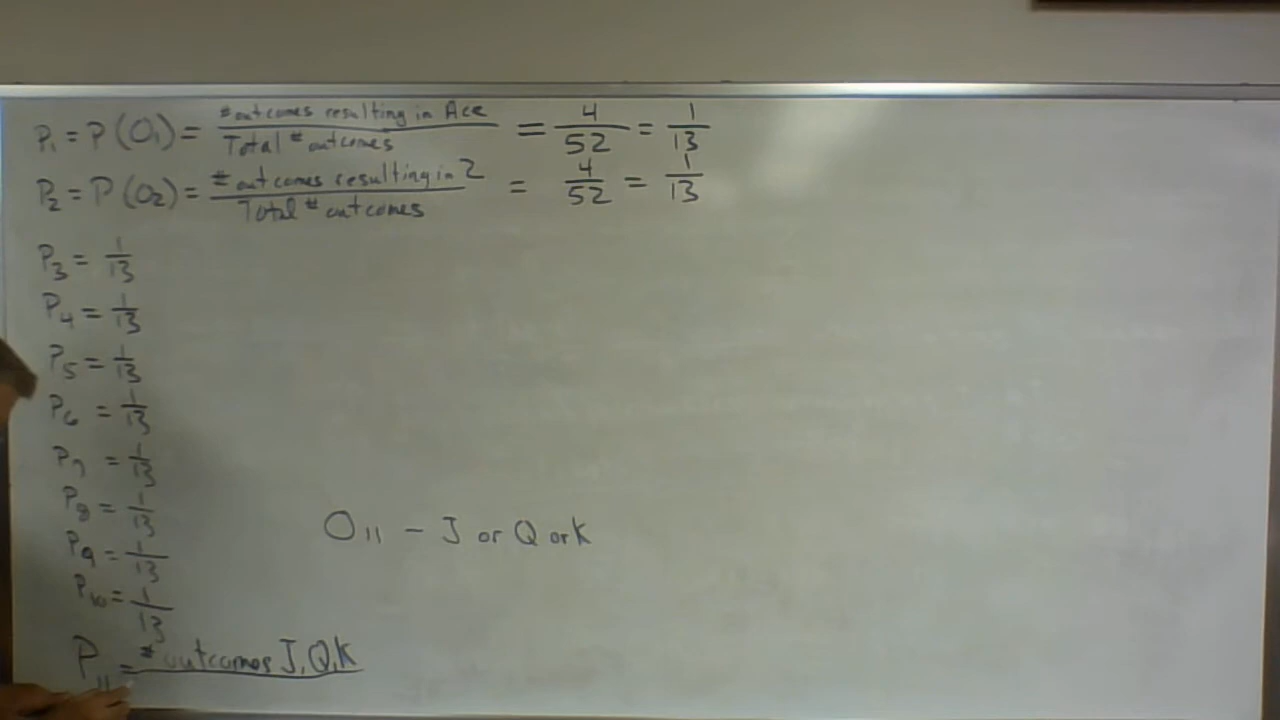 P₁ = P(O₁) = # outcomes resulting in Ace / Total # outcomes = 4/52 = 1/13
P₂ = P(O₂) = # outcomes resulting in 2 / Total # outcomes = 4/52 = 1/13
P₃ = 1/13
P₄ = 1/13
P₅ = 1/13
P₆ = 1/13
P₇ = 1/13
P₈ = 1/13
O₁₁ - J or Q or K
P₉ = 1/13
P₁₀ = 1/13
P₁₁ = # outcomes J, Q, K